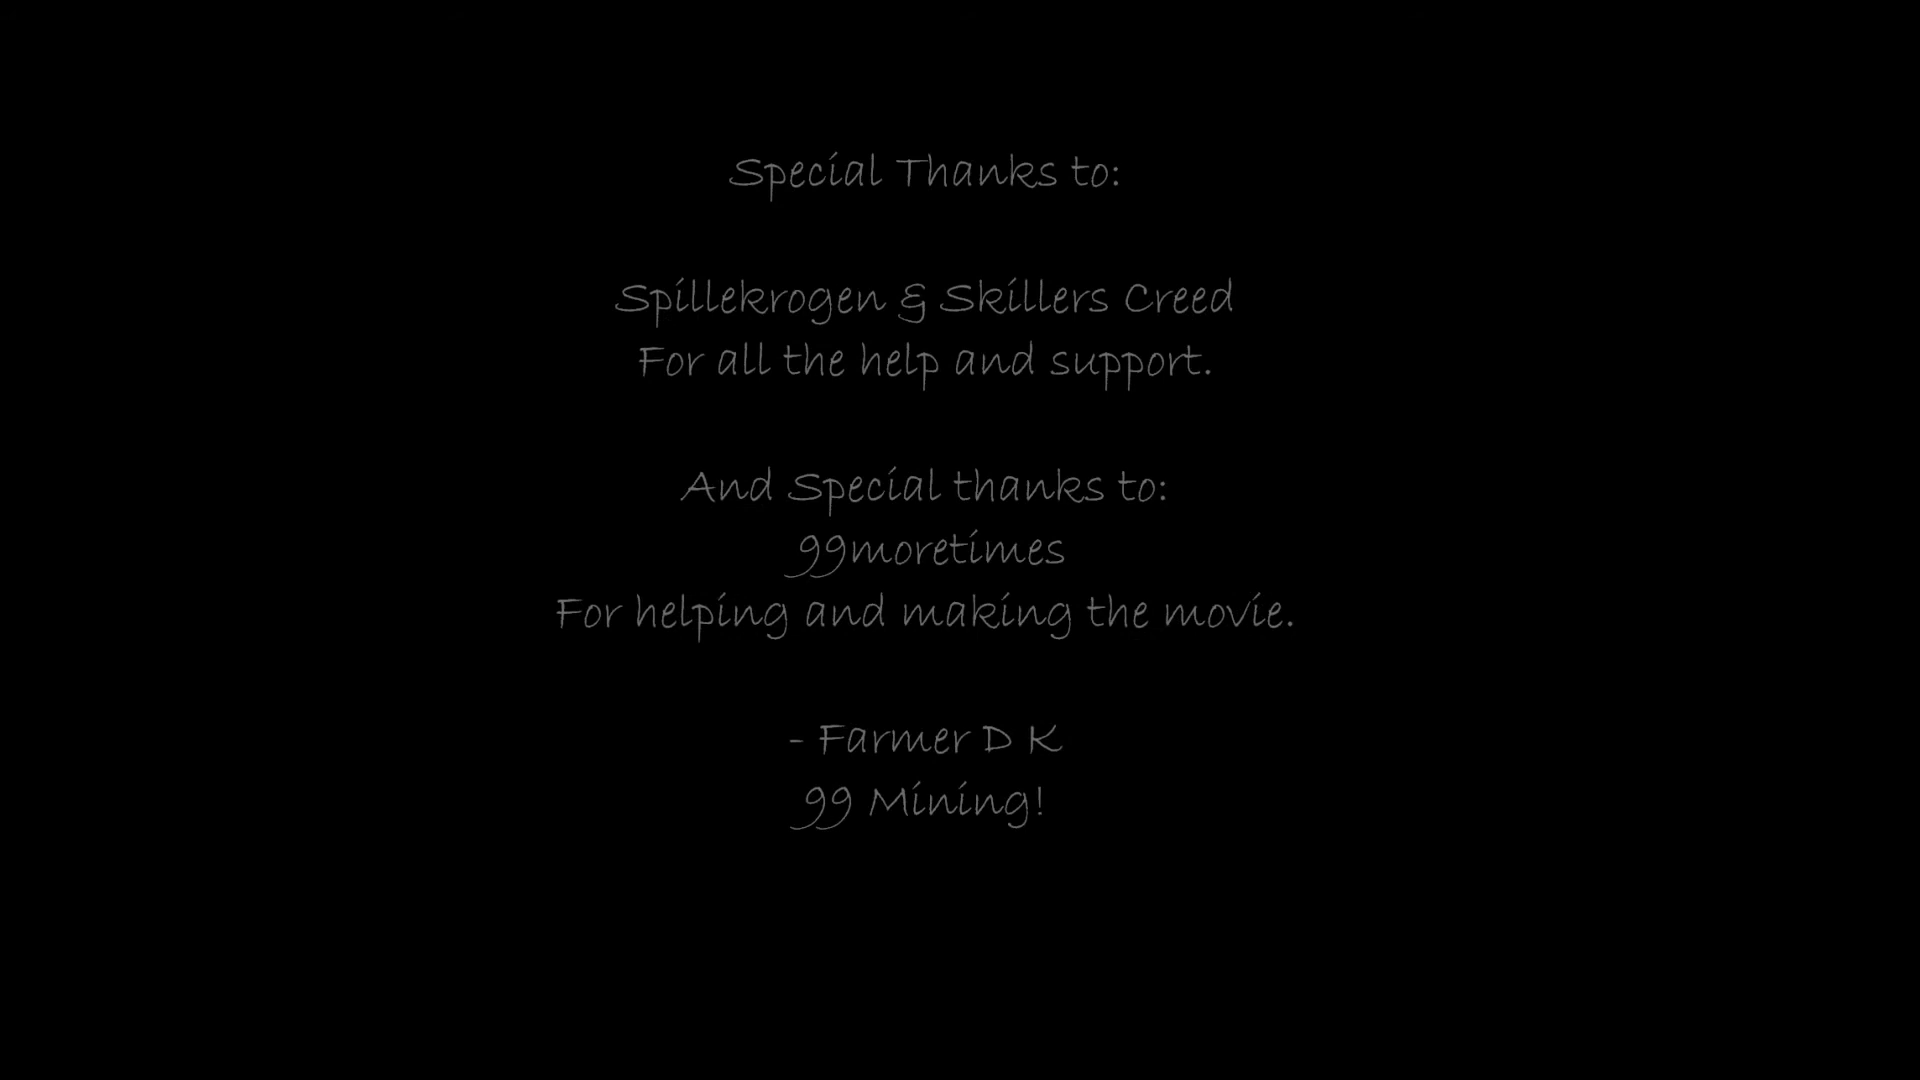 Special Thanks to:
Spillekrogen & Skillers Creed
For all the help and support.
And Special thanks to:
99moretimes
For helping and making the movie.
- Farmer D K
99 Mining!